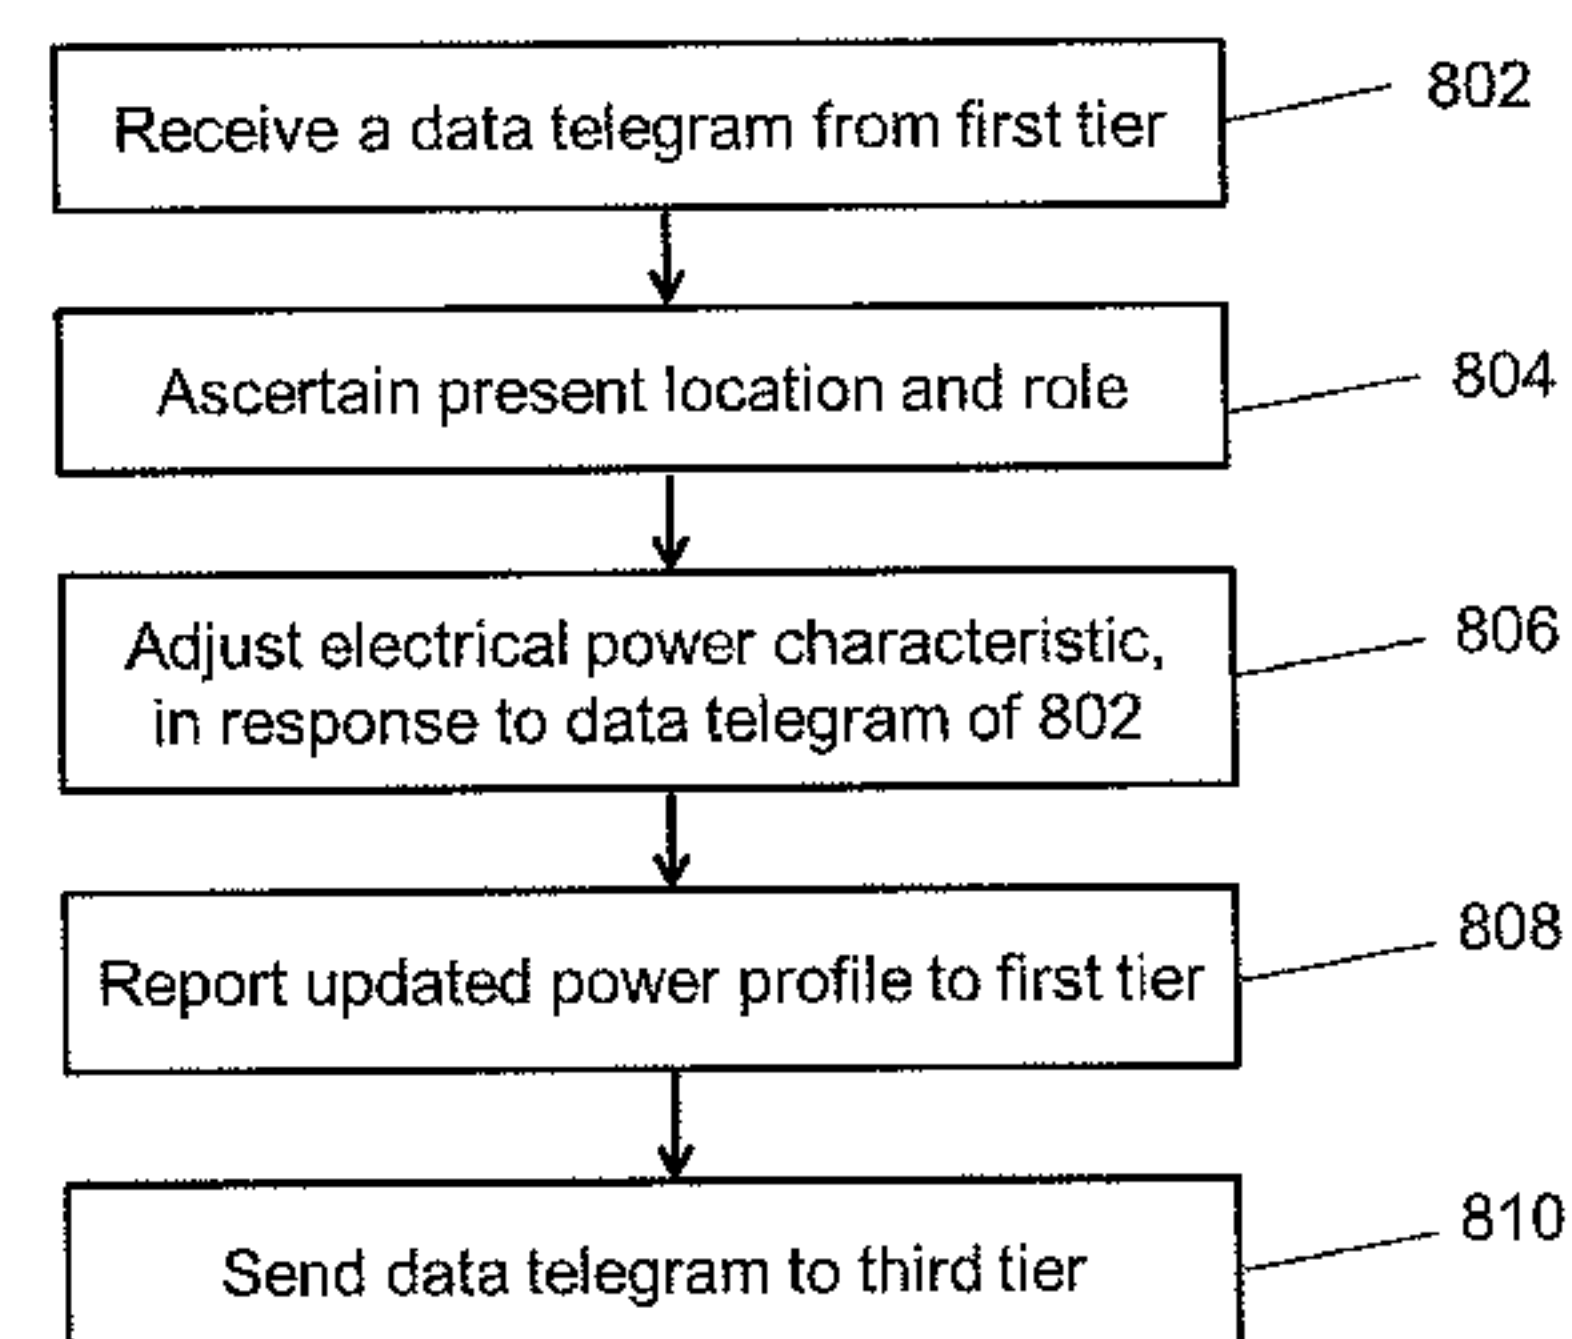 Receive a data telegram from first tier
802
Ascertain present location and role
804
Adjust electrical power characteristic,
in response to data telegram of 802
806
Report updated power profile to first tier
808
Send data telegram to third tier
810